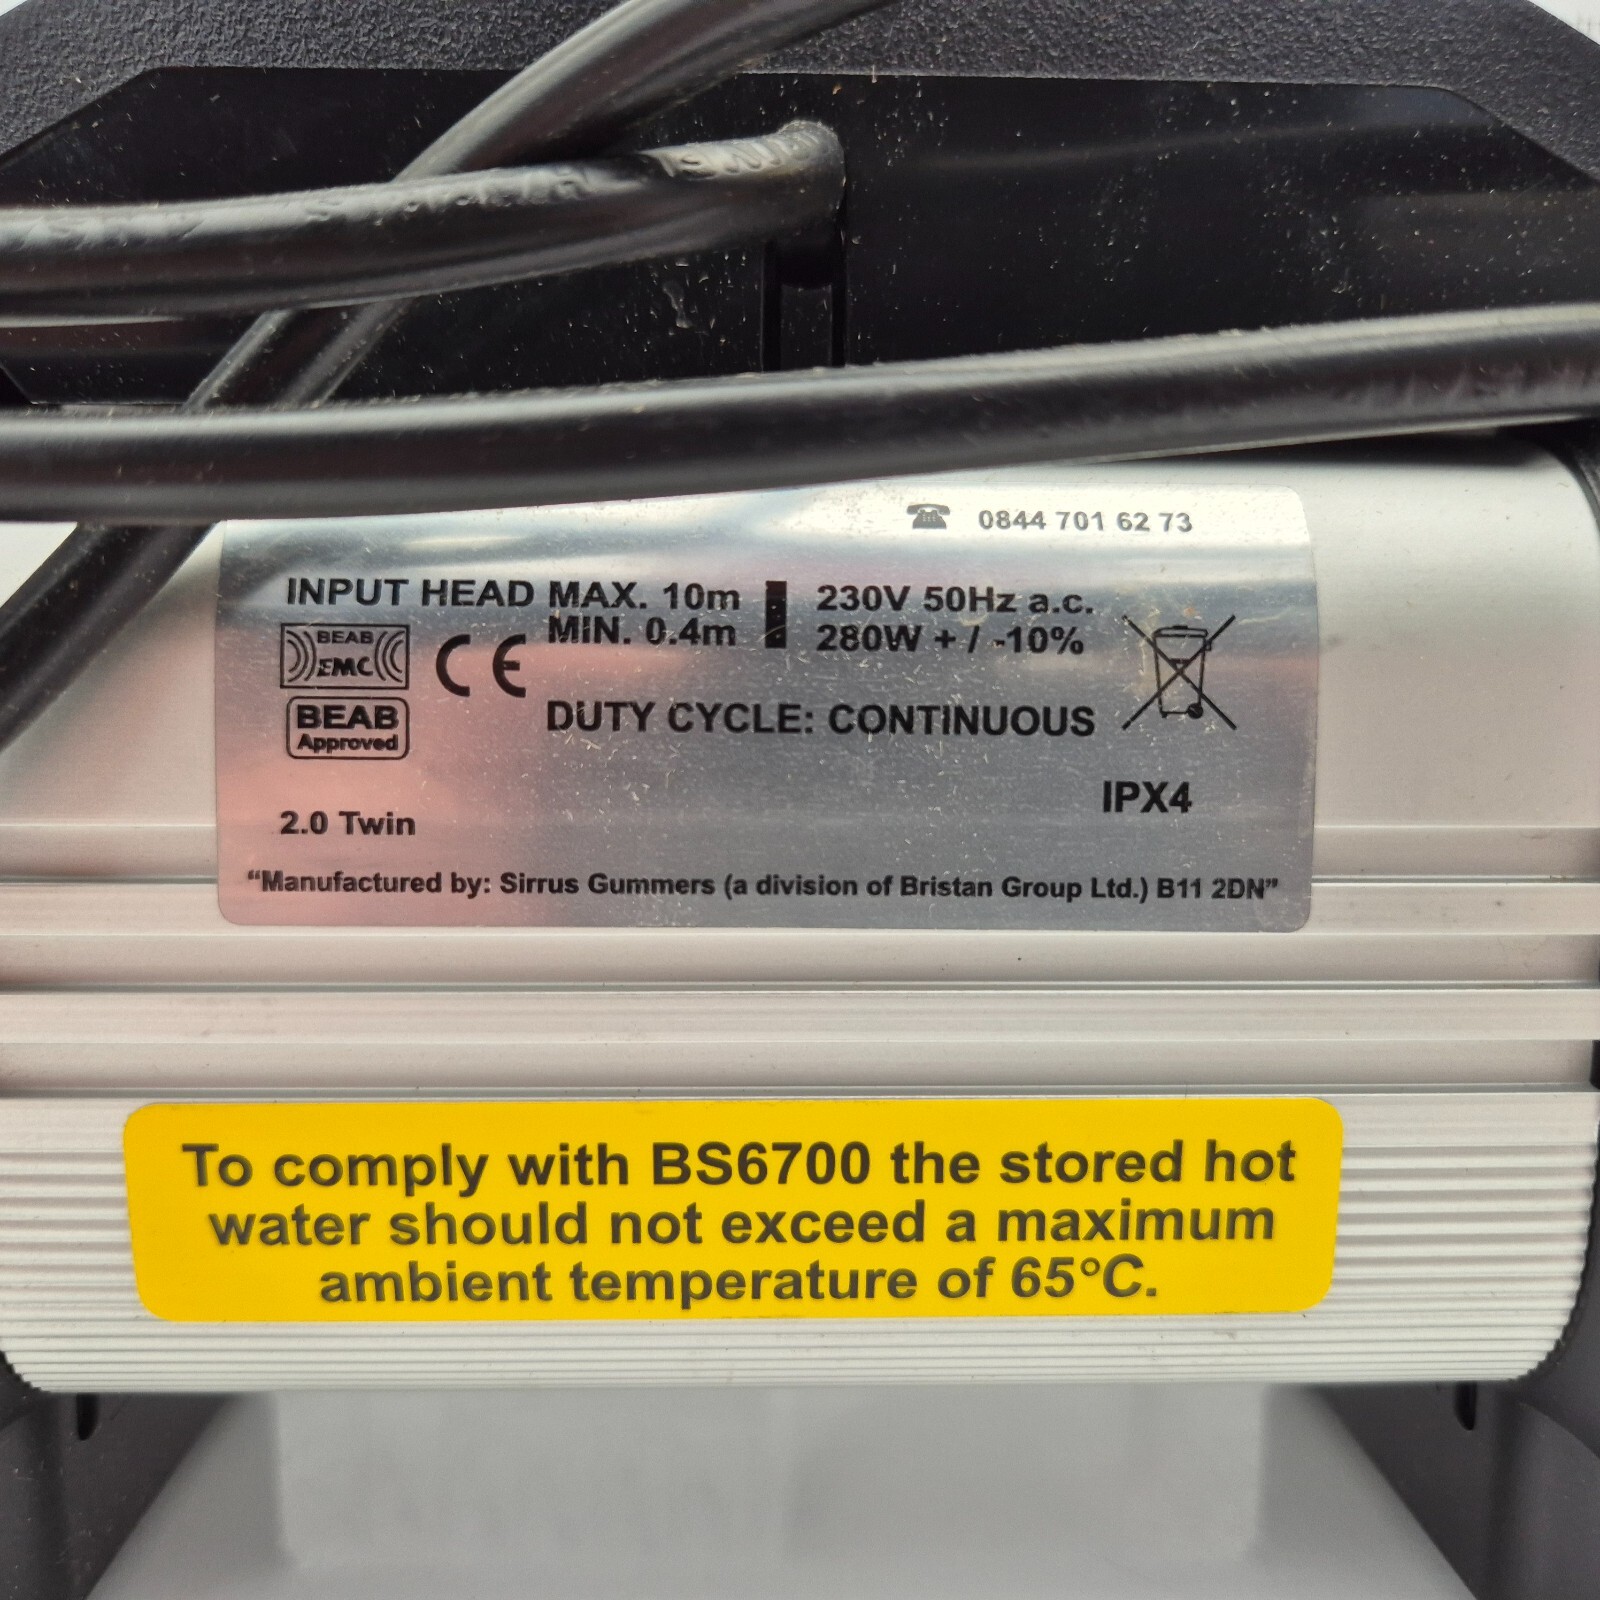 0844 701 62 73
INPUT HEAD MAX. 10m
MIN. 0.4m
230V 50Hz a.c.
280W + / -10%
BEAB
EMC
CE
BEAB
Approved
DUTY CYCLE: CONTINUOUS
IPX4
2.0 Twin
“Manufactured by: Sirrus Gummers (a division of Bristan Group Ltd.) B11 2DN”
To comply with BS6700 the stored hot
water should not exceed a maximum
ambient temperature of 65°C.